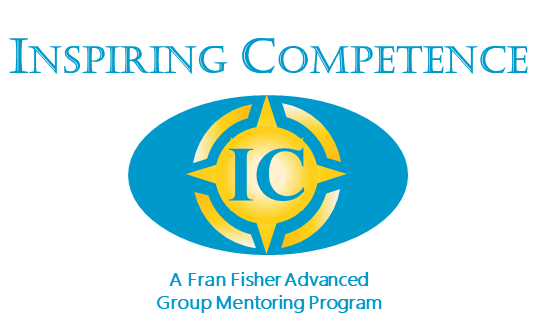 INSPIRING COMPETENCE
IC
A Fran Fisher Advanced
Group Mentoring Program